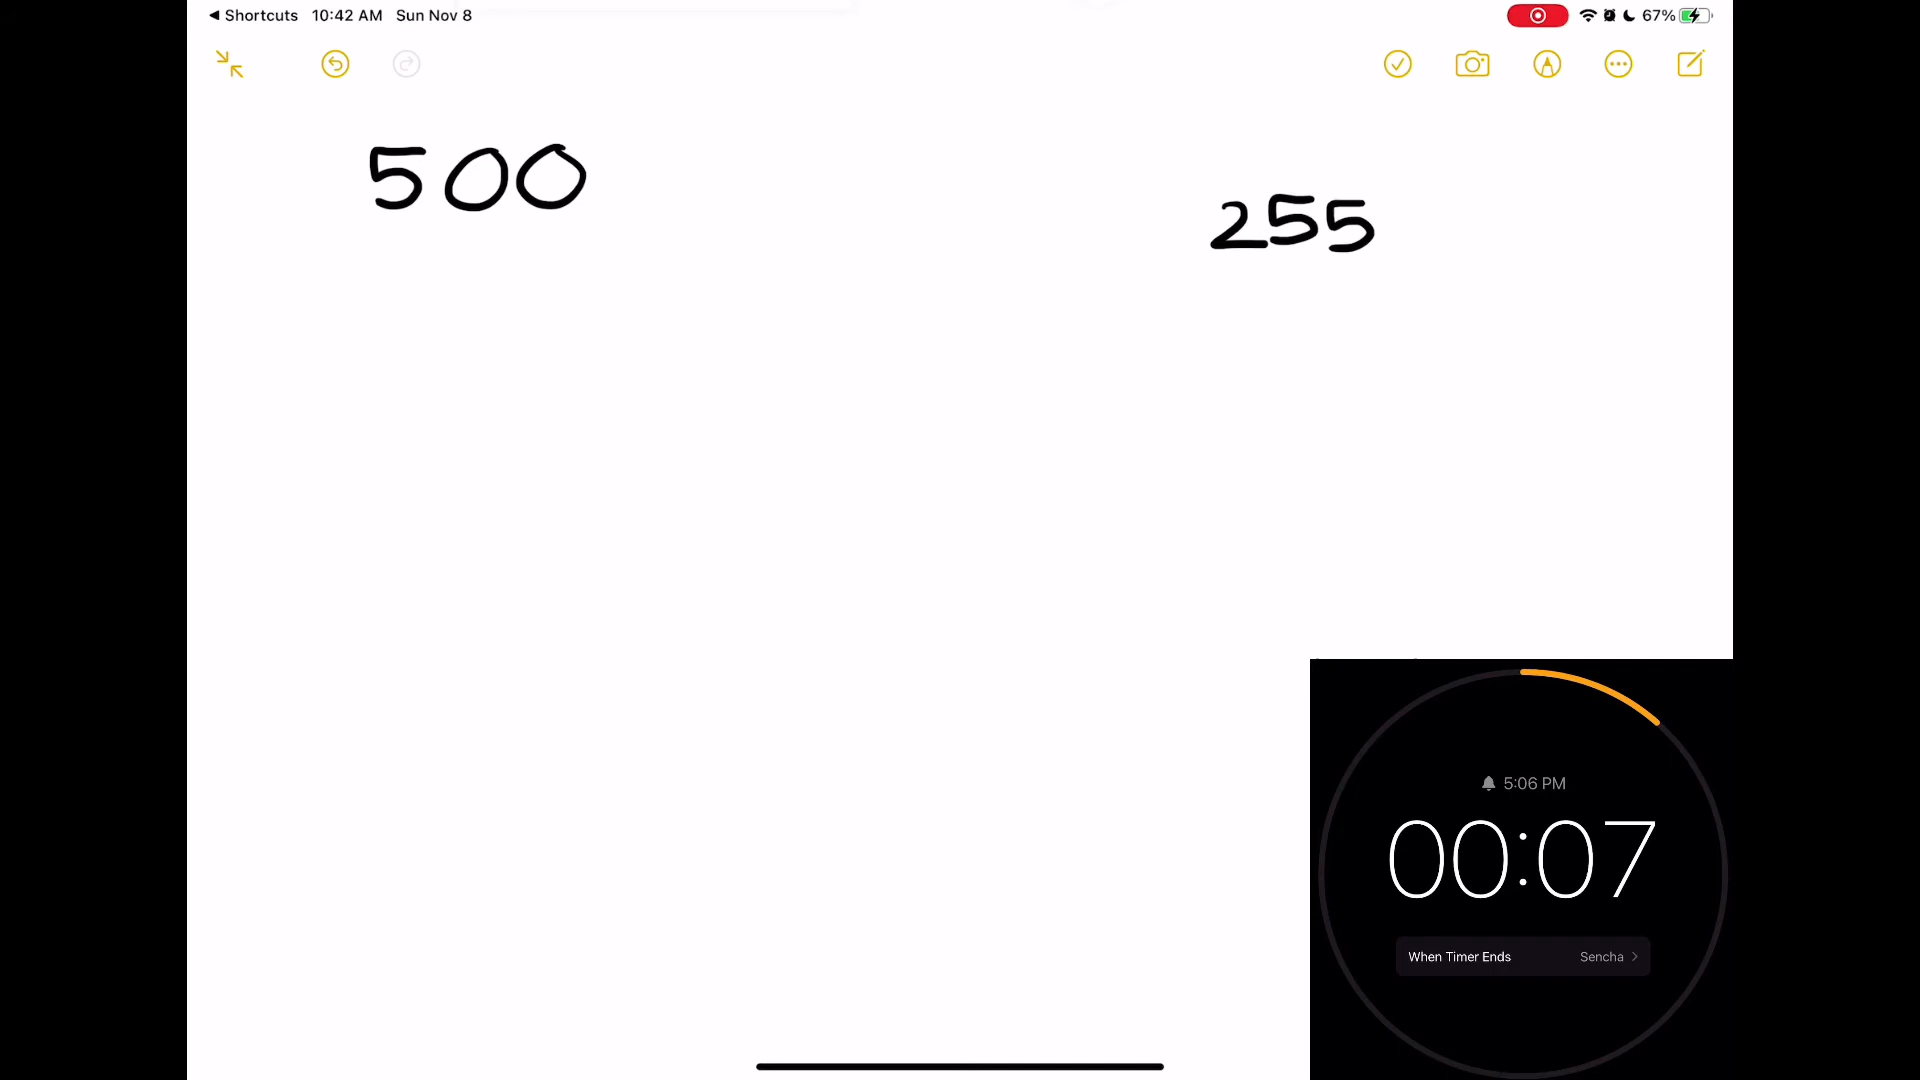 ◀ Shortcuts 10:42 AM Sun Nov 8 67%
500
255
5:06 PM
00:07
When Timer Ends Sencha >